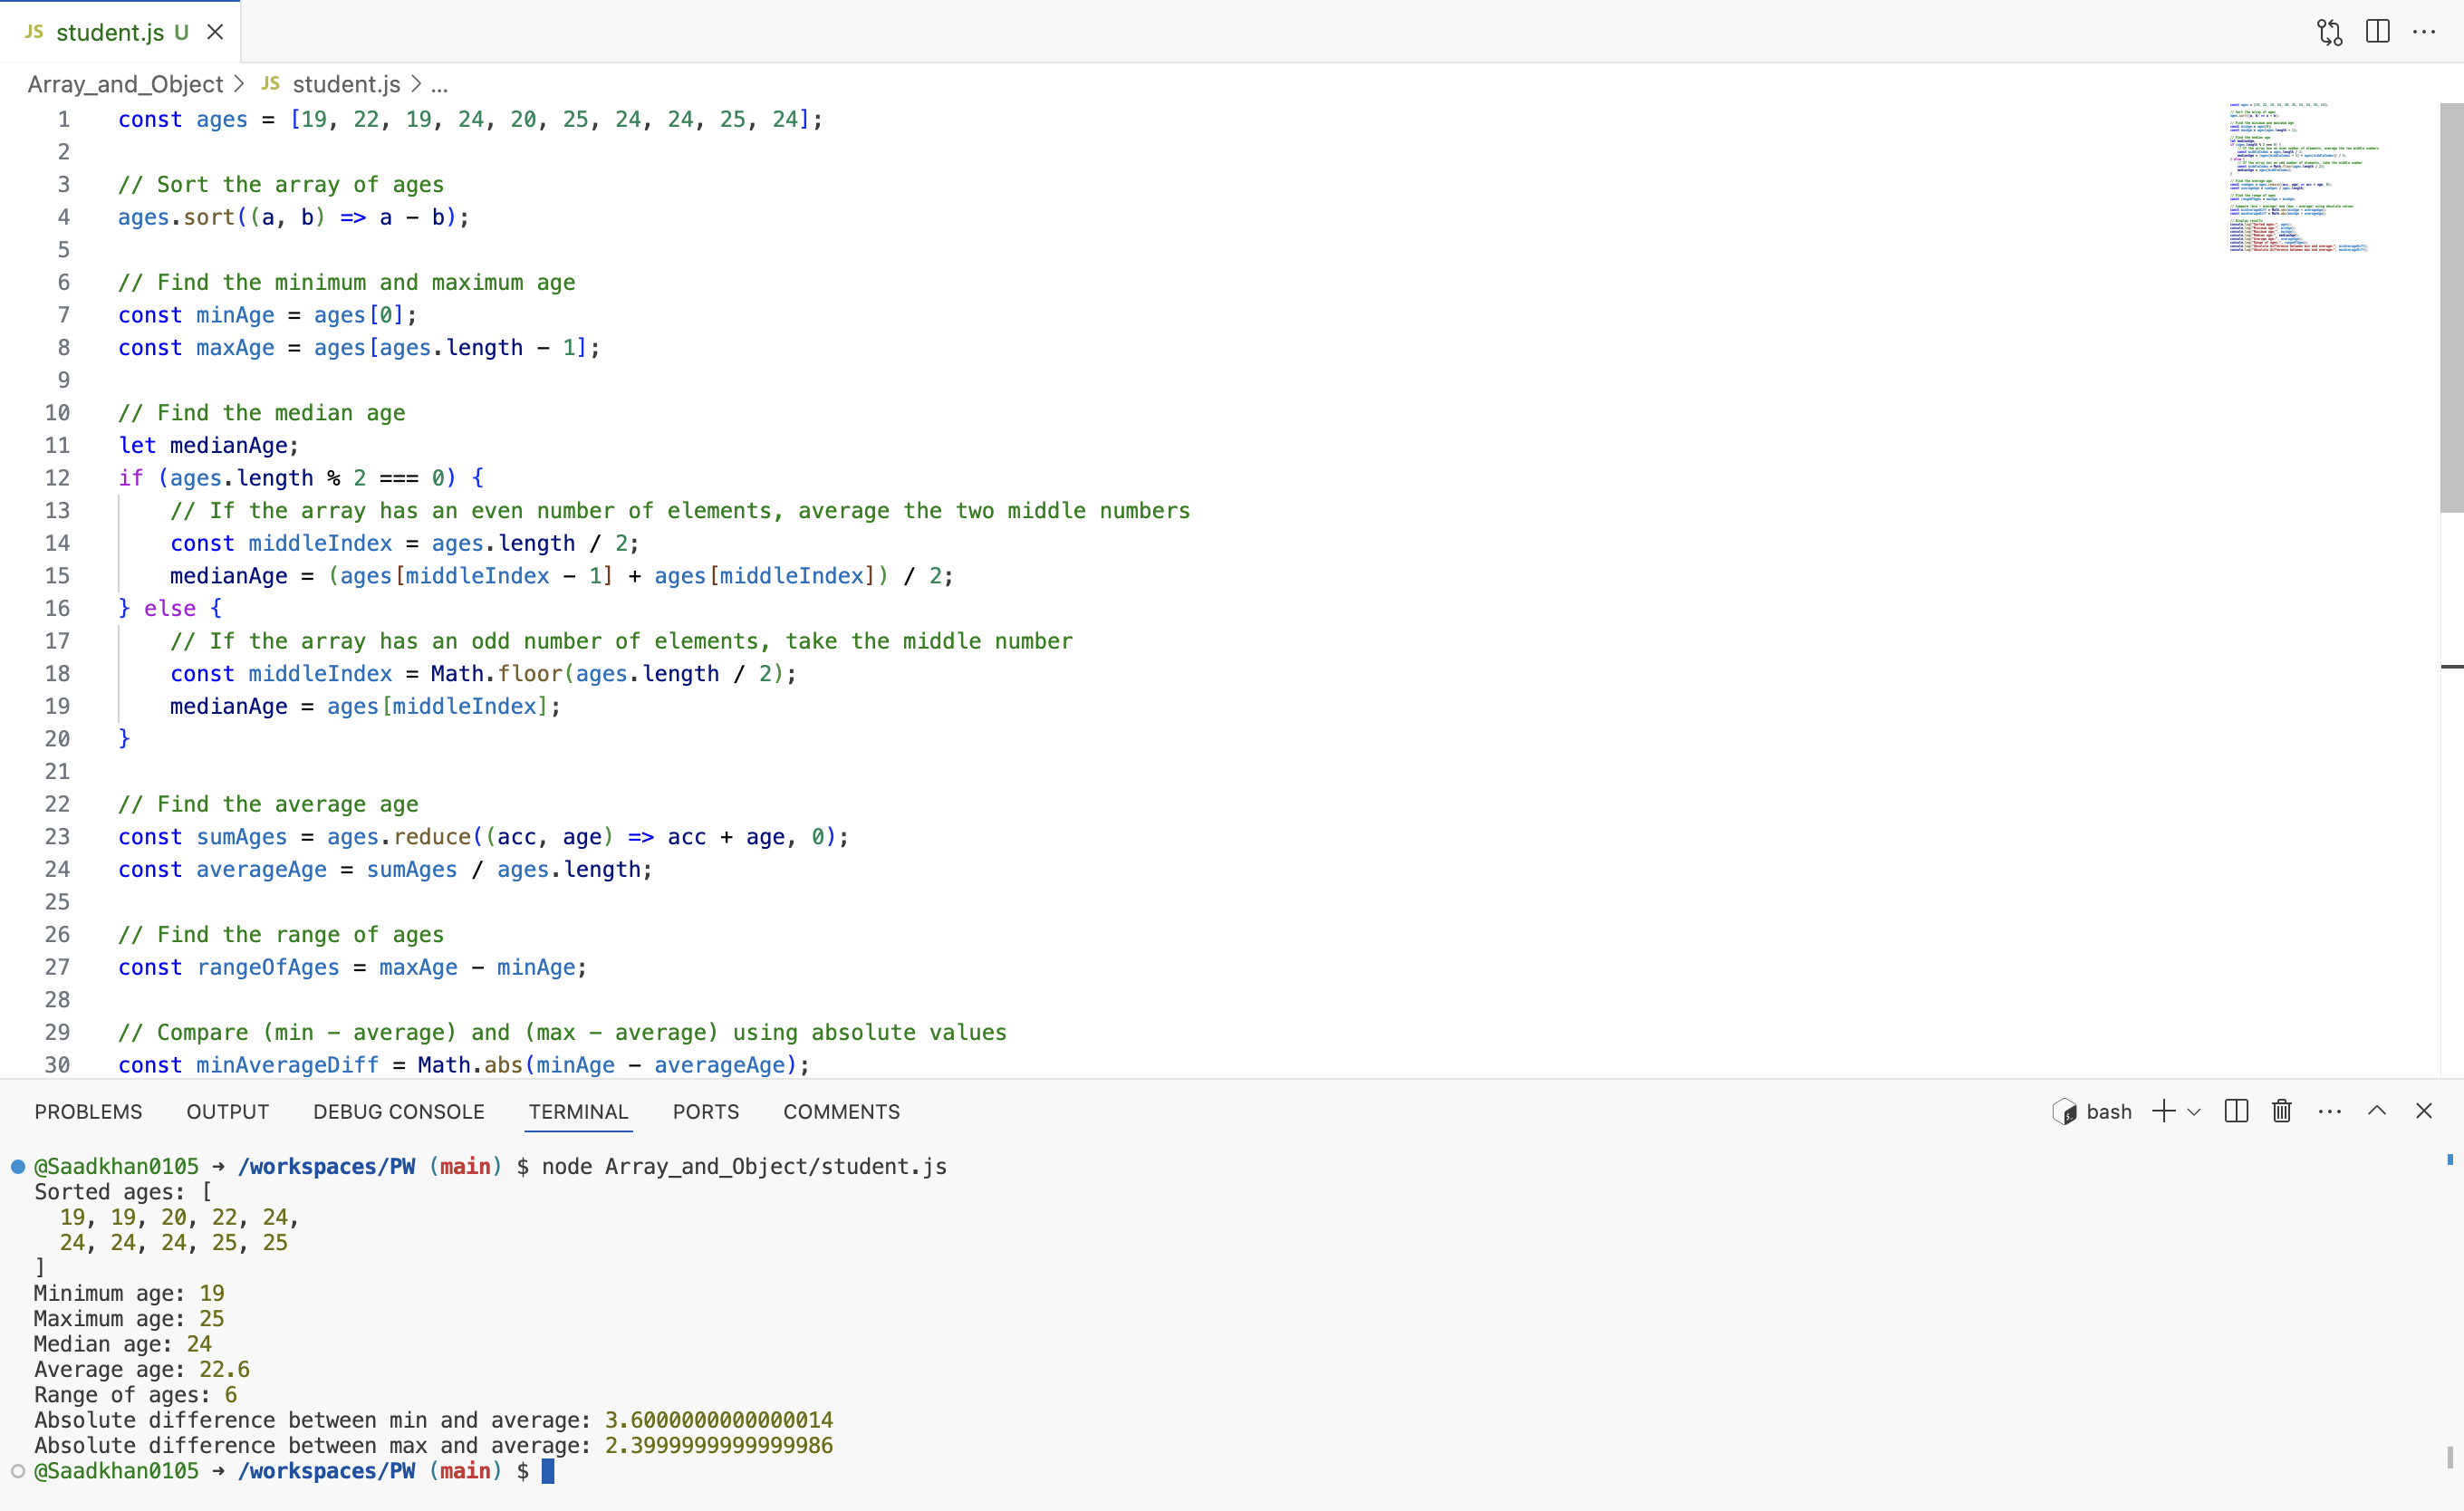 JS student.js U
Array_and_Object > JS student.js > ...
1 const ages = [19, 22, 19, 24, 20, 25, 24, 24, 25, 24];
2
3 // Sort the array of ages
4 ages.sort((a, b) => a - b);
5
6 // Find the minimum and maximum age
7 const minAge = ages[0];
8 const maxAge = ages[ages.length - 1];
9
10 // Find the median age
11 let medianAge;
12 if (ages.length % 2 === 0) {
13     // If the array has an even number of elements, average the two middle numbers
14     const middleIndex = ages.length / 2;
15     medianAge = (ages[middleIndex - 1] + ages[middleIndex]) / 2;
16 } else {
17     // If the array has an odd number of elements, take the middle number
18     const middleIndex = Math.floor(ages.length / 2);
19     medianAge = ages[middleIndex];
20 }
21
22 // Find the average age
23 const sumAges = ages.reduce((acc, age) => acc + age, 0);
24 const averageAge = sumAges / ages.length;
25
26 // Find the range of ages
27 const rangeOfAges = maxAge - minAge;
28
29 // Compare (min - average) and (max - average) using absolute values
30 const minAverageDiff = Math.abs(minAge - averageAge);
PROBLEMS OUTPUT DEBUG CONSOLE TERMINAL PORTS COMMENTS bash
@Saadkhan0105 → /workspaces/PW (main) $ node Array_and_Object/student.js
Sorted ages: [
  19, 19, 20, 22, 24,
  24, 24, 24, 25, 25
]
Minimum age: 19
Maximum age: 25
Median age: 24
Average age: 22.6
Range of ages: 6
Absolute difference between min and average: 3.6000000000000014
Absolute difference between max and average: 2.3999999999999986
@Saadkhan0105 → /workspaces/PW (main) $